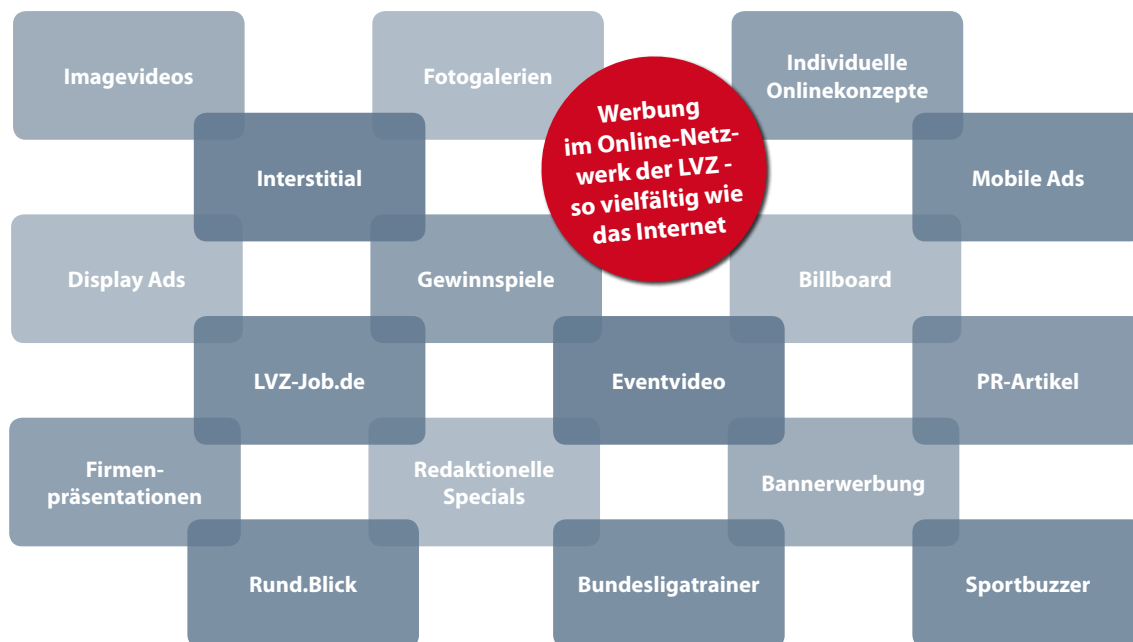 Imagevideos
Fotogalerien
Individuelle
Onlinekonzepte
Werbung
im Online-Netz-
werk der LVZ -
so vielfältig wie
das Internet
Interstitial
Mobile Ads
Display Ads
Gewinnspiele
Billboard
LVZ-Job.de
Eventvideo
PR-Artikel
Firmen-
präsentationen
Redaktionelle
Specials
Bannerwerbung
Rund.Blick
Bundesligatrainer
Sportbuzzer